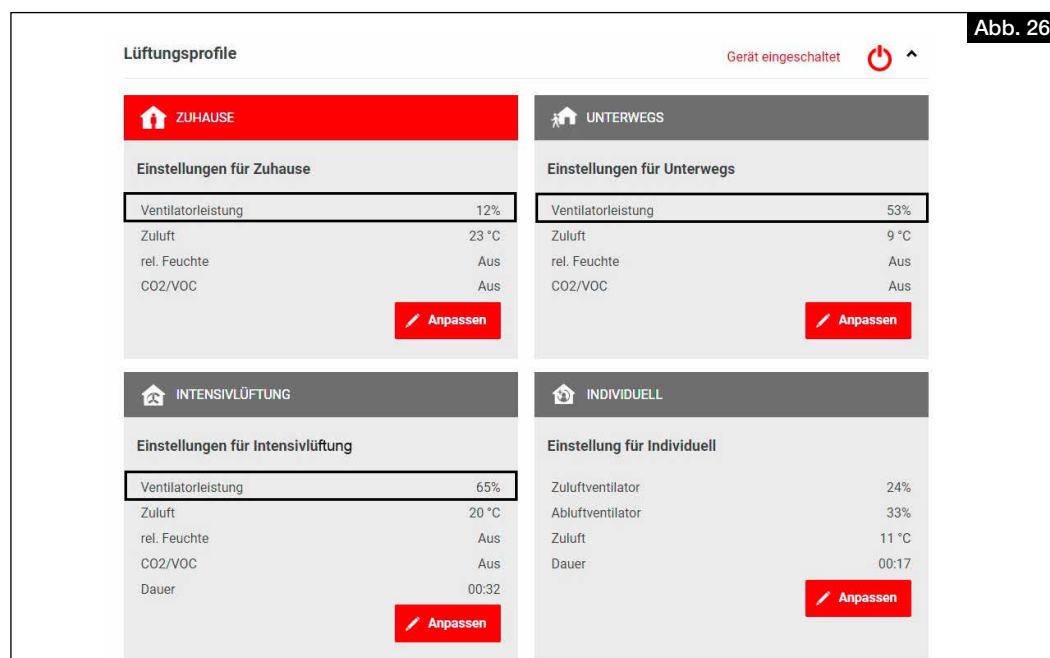 Abb. 26
Lüftungsprofile
Gerät eingeschaltet
ZUHAUSE
Einstellungen für Zuhause
Ventilatorleistung 12%
Zuluft 23 °C
rel. Feuchte Aus
CO2/VOC Aus
Anpassen
UNTERWEGS
Einstellungen für Unterwegs
Ventilatorleistung 53%
Zuluft 9 °C
rel. Feuchte Aus
CO2/VOC Aus
Anpassen
INTENSIVLÜFTUNG
Einstellungen für Intensivlüftung
Ventilatorleistung 65%
Zuluft 20 °C
rel. Feuchte Aus
CO2/VOC Aus
Dauer 00:32
Anpassen
INDIVIDUELL
Einstellung für Individuell
Zuluftventilator 24%
Abluftventilator 33%
Zuluft 11 °C
Dauer 00:17
Anpassen